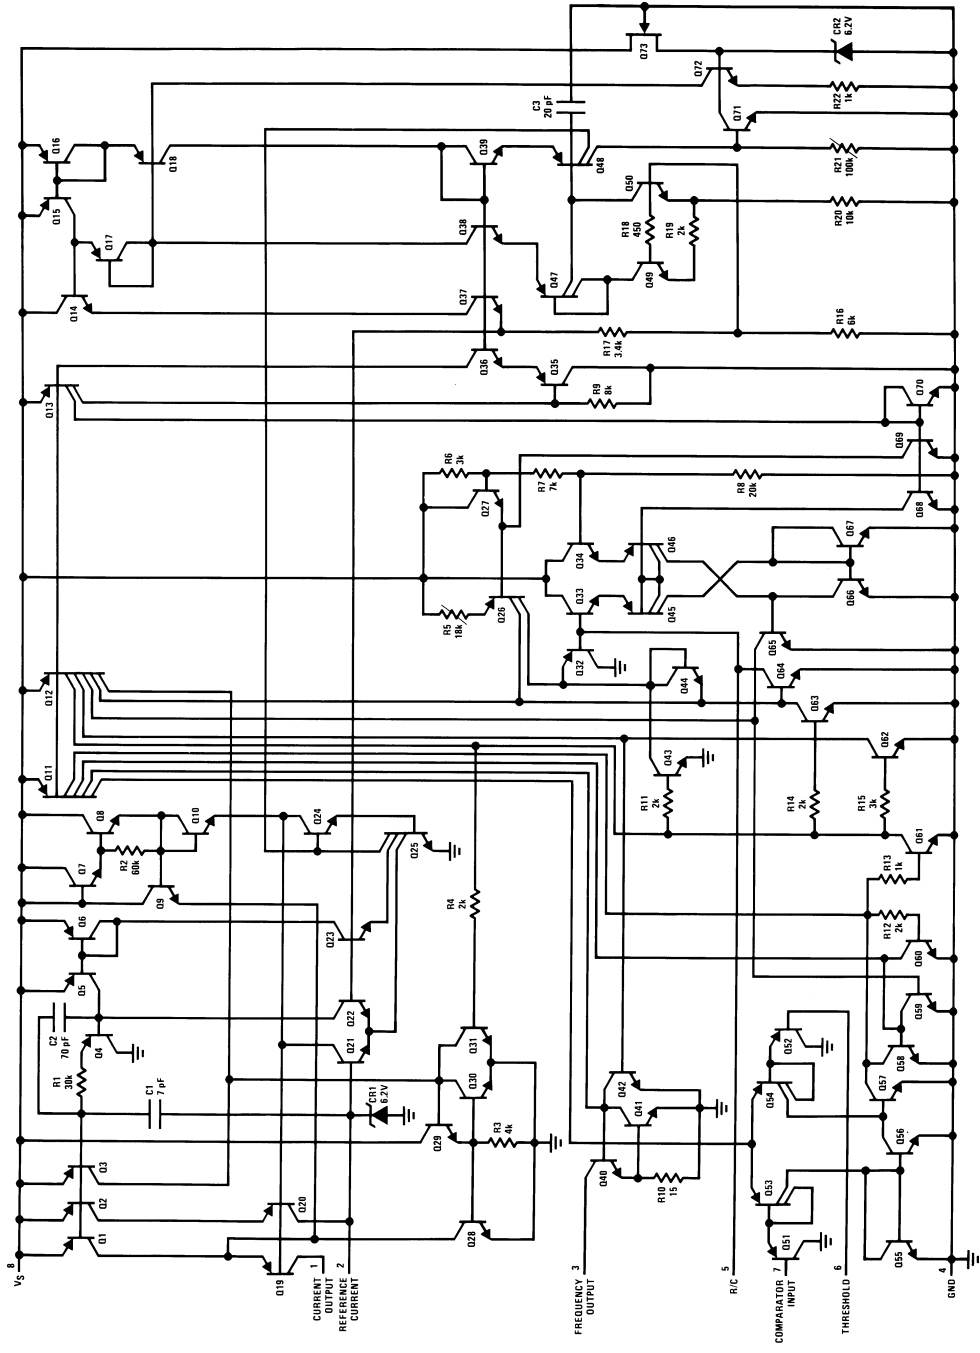 8
VS
Q1
Q2
Q3
R1
30k
C2
70 pF
Q4
Q5
Q6
Q7
Q8
R2
60k
Q9
Q10
Q11
Q12
Q13
Q14
Q15
Q16
Q17
Q18
C1
7 pF
Q19
Q20
1
CURRENT
OUTPUT
2
REFERENCE
CURRENT
CR1
6.2V
Q21
Q22
Q23
Q24
Q25
R4
2k
R5
18k
R6
3k
Q26
Q27
Q28
Q29
Q30
Q31
R3
4k
Q36
Q37
Q38
Q39
R7
7k
Q35
Q47
C3
20 pF
3
FREQUENCY
OUTPUT
Q40
Q41
Q42
Q32
Q33
Q34
R9
8k
R17
3.4k
Q48
R18
450
Q49
Q50
R19
2k
Q73
R10
15
R11
2k
Q43
Q44
Q45
Q46
Q72
Q71
5
R/C
R8
20k
7
COMPARATOR
INPUT
Q51
Q53
Q54
Q52
Q65
Q64
R14
2k
Q63
6
THRESHOLD
Q66
Q67
R16
6k
R20
10k
R21
100k
R22
1k
CR2
6.2V
R15
3k
Q62
Q55
Q56
Q57
Q58
Q59
Q60
R12
2k
R13
1k
Q61
Q68
Q69
Q70
4
GND